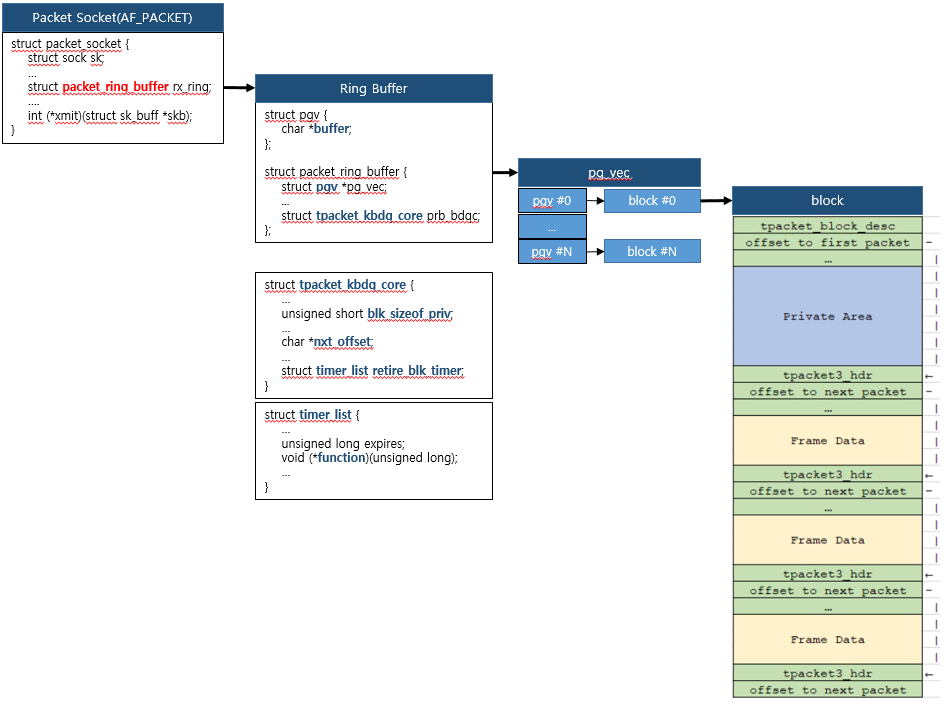 Packet Socket(AF_PACKET)
struct packet_socket {
struct sock sk;
...
struct packet_ring_buffer rx_ring;
....
int (*xmit)(struct sk_buff *skb);
}
Ring Buffer
struct pgv {
char *buffer;
};
struct packet_ring_buffer {
struct pgv *pg_vec;
...
struct tpacket_kbdq_core prb_bdqc;
};
struct tpacket_kbdq_core {
...
unsigned short blk_sizeof_priv;
...
char *nxt_offset;
...
struct timer_list retire_blk_timer;
}
struct timer_list {
...
unsigned long expires;
void (*function)(unsigned long);
...
}
pg_vec
pgv #0
block #0
...
pgv #N
block #N
block
tpacket_block_desc
offset to first packet
...
Private Area
tpacket3_hdr
offset to next packet
...
Frame Data
tpacket3_hdr
offset to next packet
...
Frame Data
tpacket3_hdr
offset to next packet
...
Frame Data
tpacket3_hdr
offset to next packet